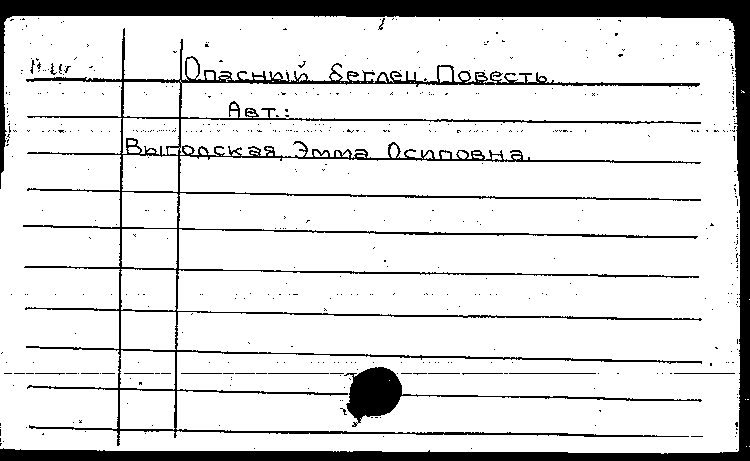 Опасный беглец. Повесть.
Авт.:
Выгодская, Эмма Осиповна.